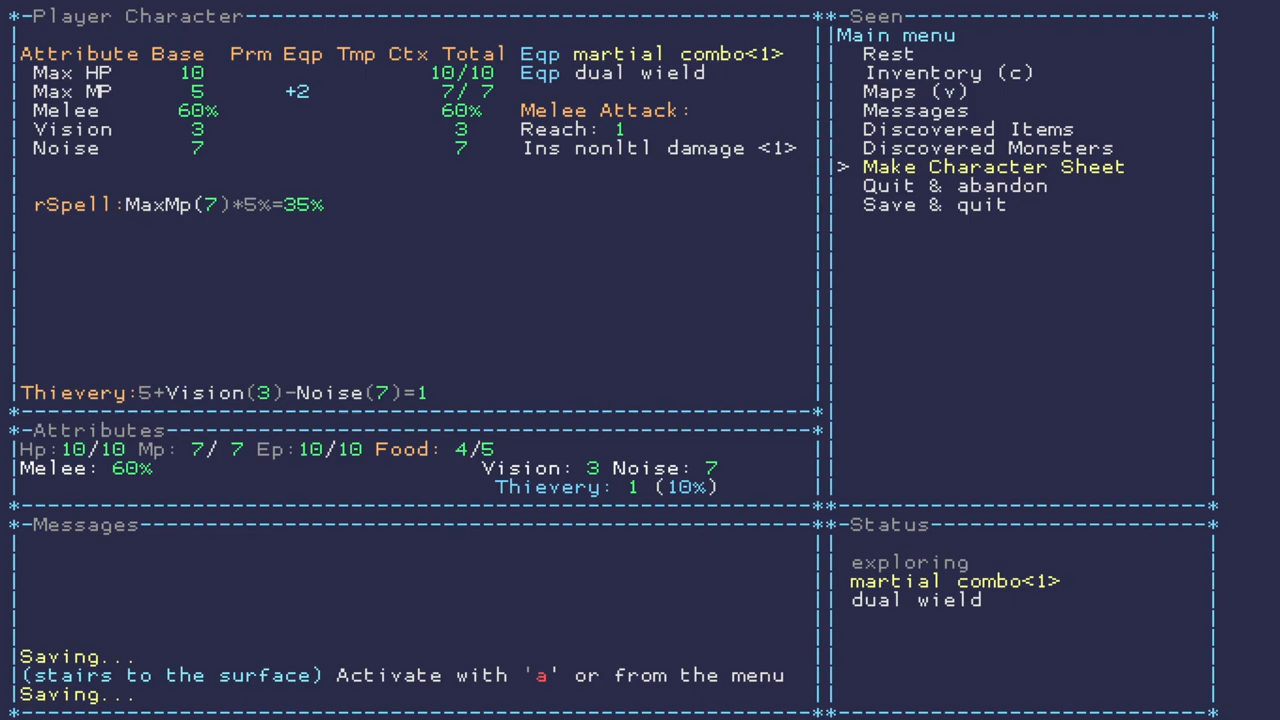 Player Character
Attribute Base Prm Eqp Tmp Ctx Total Eqp martial combo<1>
Max HP 10 10/10 Eqp dual wield
Max MP 5 +2 7/ 7
Melee 60% 60% Melee Attack:
Vision 3 3 Reach: 1
Noise 7 7 Ins nonltl damage <1>
rSpell:MaxMp(7)*5%=35%
Thievery:5+Vision(3)-Noise(7)=1
Attributes
Hp:10/10 Mp: 7/ 7 Ep:10/10 Food: 4/5
Melee: 60% Vision: 3 Noise: 7
Thievery: 1 (10%)
Messages
Saving...
(stairs to the surface) Activate with 'a' or from the menu
Saving...
Seen
Main menu
Rest
Inventory (c)
Maps (v)
Messages
Discovered Items
Discovered Monsters
> Make Character Sheet
Quit & abandon
Save & quit
Status
exploring
martial combo<1>
dual wield